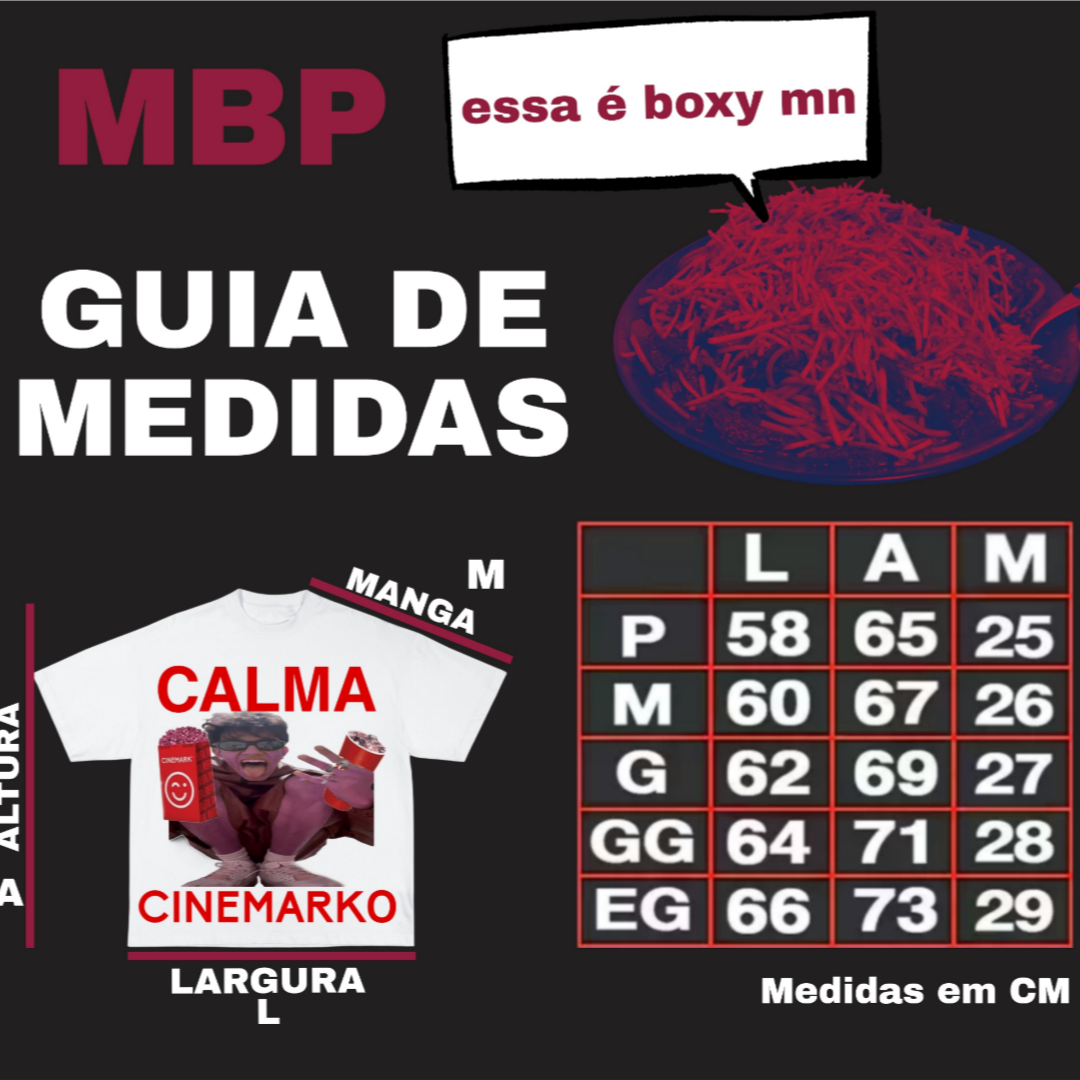 MBP
essa é boxy mn
GUIA DE
MEDIDAS
M
MANGA
ALTURA
A
CALMA
CINEMARK
CINEMARKO
LARGURA
L
L A M
P 58 65 25
M 60 67 26
G 62 69 27
GG 64 71 28
EG 66 73 29
Medidas em CM